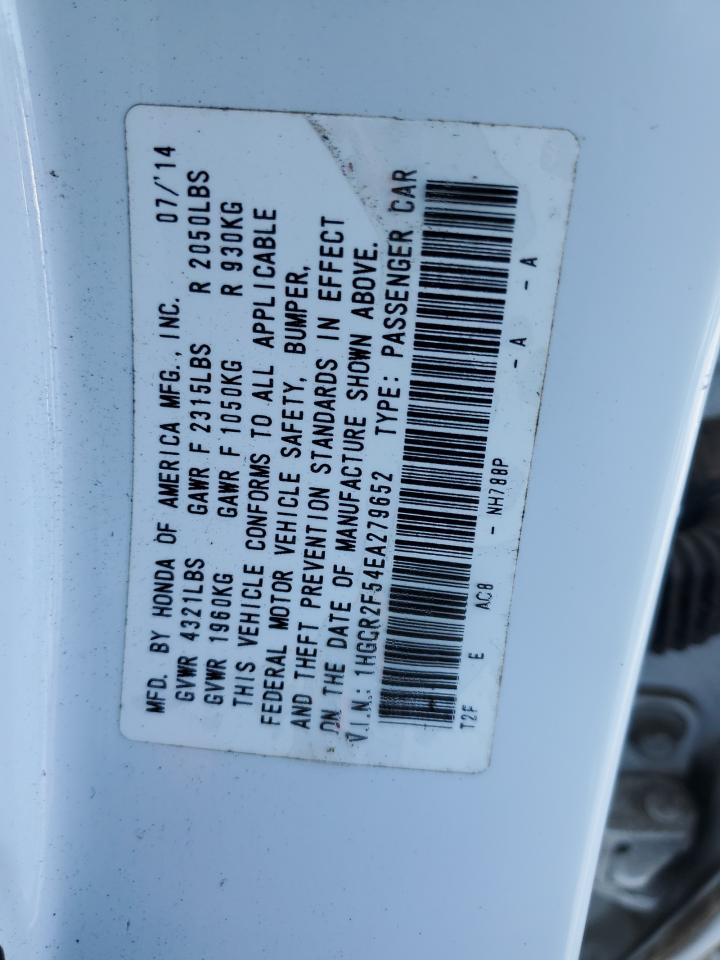 MFD. BY HONDA OF AMERICA MFG., INC. 07/'14
GVWR 4321LBS GAWR F 2315LBS R 2050LBS
GVWR 1960KG GAWR F 1050KG R 930KG
THIS VEHICLE CONFORMS TO ALL APPLICABLE
FEDERAL MOTOR VEHICLE SAFETY, BUMPER,
AND THEFT PREVENTION STANDARDS IN EFFECT
ON THE DATE OF MANUFACTURE SHOWN ABOVE.
V.I.N.: 1HGCR2F54EA279652 TYPE: PASSENGER CAR
T2F E AC8 - NH788P - A - A